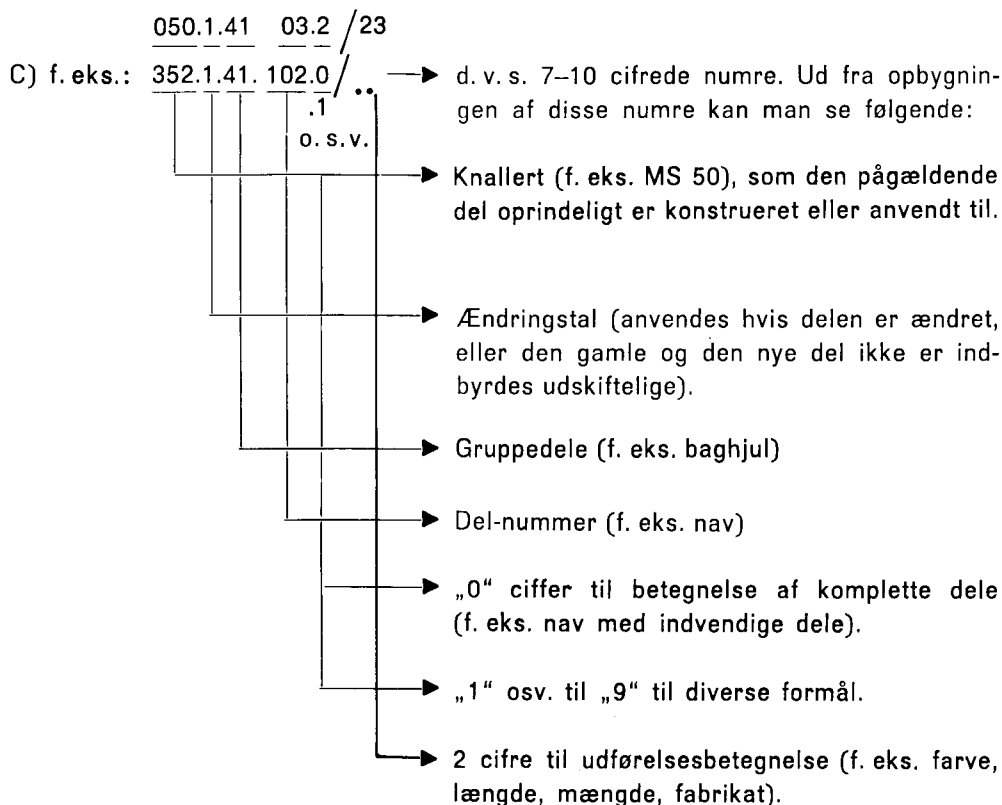 050.1.41 03.2/23
C) f. eks.: 352.1.41.102.0/.. d. v. s. 7–10 cifrede numre. Ud fra opbygnin-
.1 gen af disse numre kan man se følgende:
o. s. v.
Knallert (f. eks. MS 50), som den pågældende
del oprindeligt er konstrueret eller anvendt til.
Ændringstal (anvendes hvis delen er ændret,
eller den gamle og den nye del ikke er ind-
byrdes udskiftelige).
Gruppedele (f. eks. baghjul)
Del-nummer (f. eks. nav)
„0“ ciffer til betegnelse af komplette dele
(f. eks. nav med indvendige dele).
„1“ osv. til „9“ til diverse formål.
2 cifre til udførelsesbetegnelse (f. eks. farve,
længde, mængde, fabrikat).